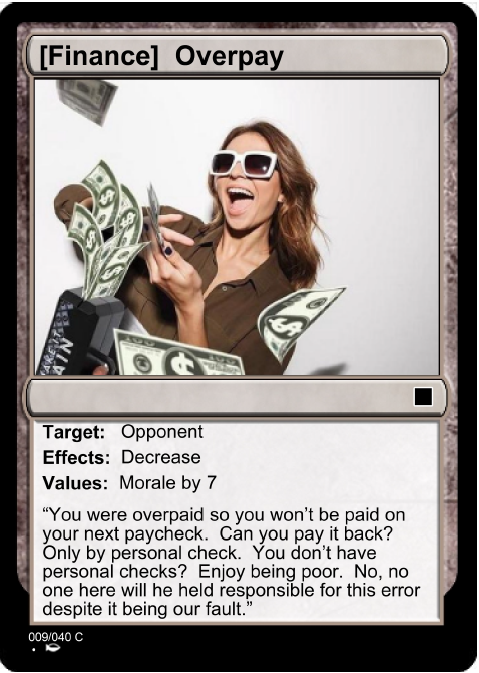 [Finance] Overpay
AIN
Target: Opponent
Effects: Decrease
Values: Morale by 7
“You were overpaid so you won’t be paid on
your next paycheck. Can you pay it back?
Only by personal check. You don’t have
personal checks? Enjoy being poor. No, no
one here will he held responsible for this error
despite it being our fault.”
009/040 C